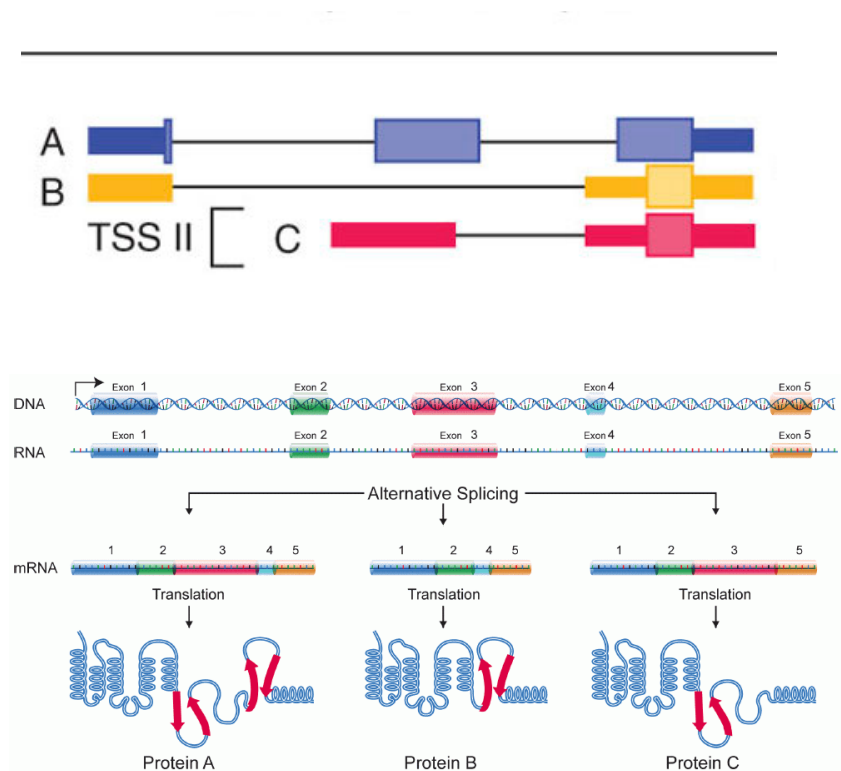 A
B
TSS II C
Exon 1 Exon 2 Exon 3 Exon 4 Exon 5
DNA
Exon 1 Exon 2 Exon 3 Exon 4 Exon 5
RNA
Alternative Splicing
1 2 3 4 5 1 2 4 5 1 2 3 5
mRNA
Translation Translation Translation
Protein A Protein B Protein C